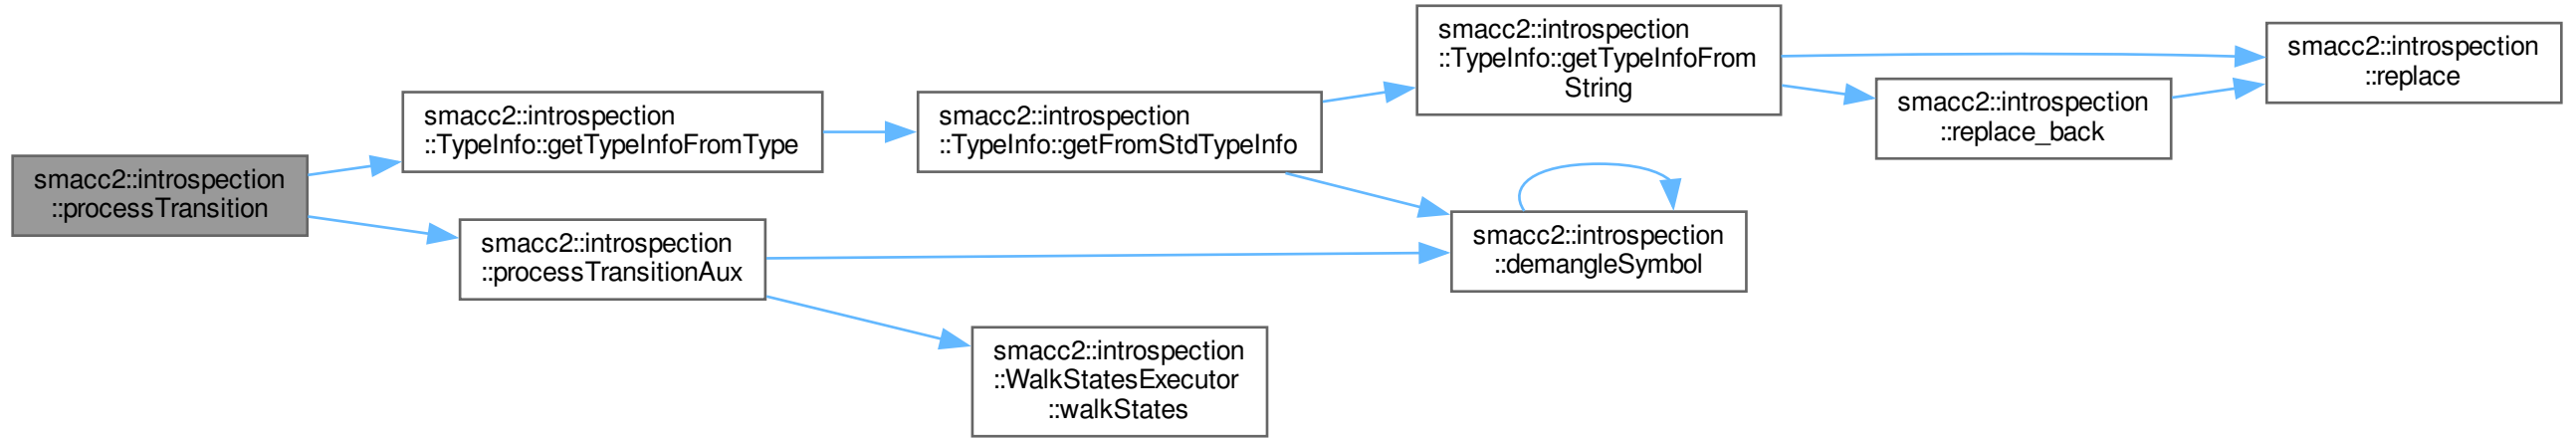 smacc2::introspection
::processTransition
smacc2::introspection
::TypeInfo::getTypeInfoFromType
smacc2::introspection
::processTransitionAux
smacc2::introspection
::TypeInfo::getFromStdTypeInfo
smacc2::introspection
::WalkStatesExecutor
::walkStates
smacc2::introspection
::TypeInfo::getTypeInfoFrom
String
smacc2::introspection
::demangleSymbol
smacc2::introspection
::replace_back
smacc2::introspection
::replace